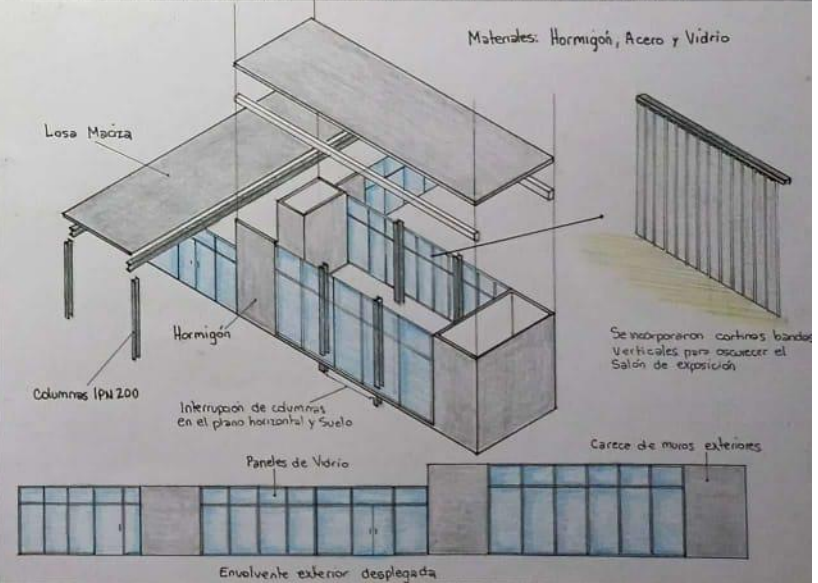 Materiales: Hormigón, Acero y Vidrio
Losa Maciza
Hormigón
Columnas IPN 200
Interrupción de columnas
en el plano horizontal y Suelo
Se incorporaron cortinas bandas
Verticales para oscurecer el
Salón de exposición
Carece de muros exteriores
Paneles de Vidrio
Envolvente exterior desplegada